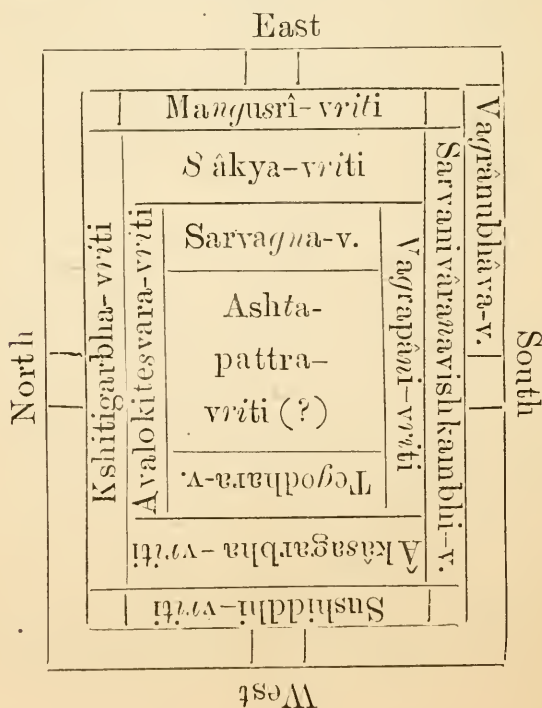 East
Mangusrî-vriti
Sâkya-vriti
Sarvagna-v.
Ashta-
pattra-
vriti (?)
Tegodhara-v.
Âkâsagarbha-vriti
Sushiddhi-vriti
West
North
Kshitigarbha-vriti
Avalokitesvara-vriti
Vagrapâni-vriti
Sarvanivâranavishkambhi-v.
Vagrânubhâva-v.
South